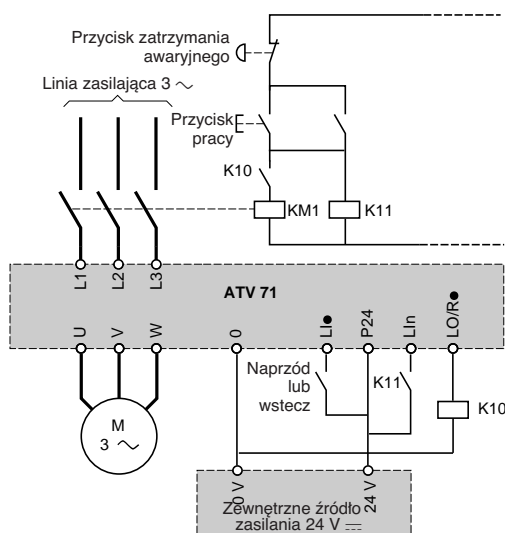 Przycisk zatrzymania
awaryjnego
Linia zasilająca 3 ~
Przycisk
pracy
K10
KM1
K11
L1
L2
L3
ATV 71
U
V
W
0
LI●
P24
LIn
LO/R●
Naprzód
lub
wstecz
K11
K10
M
3 ~
0 V
24 V
Zewnętrzne źródło
zasilania 24 V ⎓